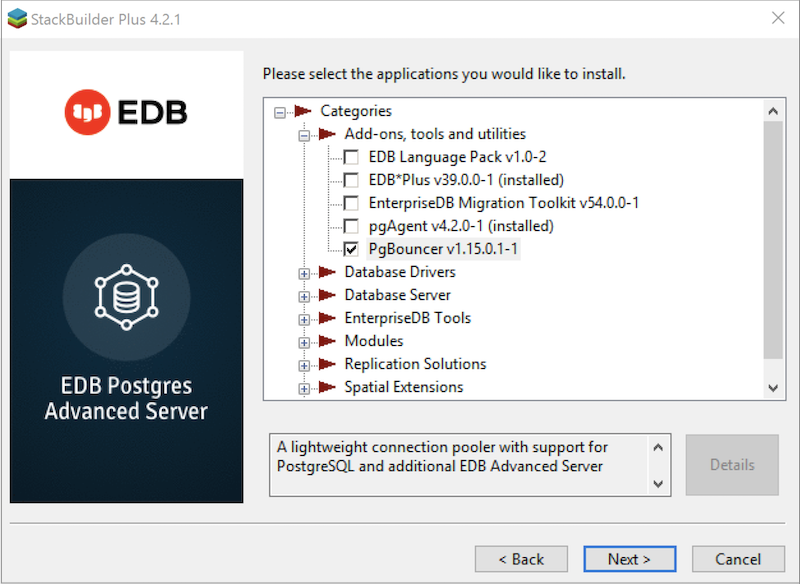 StackBuilder Plus 4.2.1
EDB
EDB Postgres
Advanced Server
Please select the applications you would like to install.
Categories
Add-ons, tools and utilities
EDB Language Pack v1.0-2
EDB*Plus v39.0.0-1 (installed)
EnterpriseDB Migration Toolkit v54.0.0-1
pgAgent v4.2.0-1 (installed)
PgBouncer v1.15.0.1-1
Database Drivers
Database Server
EnterpriseDB Tools
Modules
Replication Solutions
Spatial Extensions
A lightweight connection pooler with support for
PostgreSQL and additional EDB Advanced Server
Details
< Back
Next >
Cancel